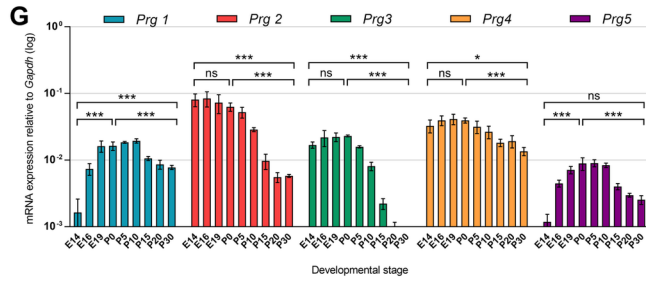 G
Prg 1 Prg 2 Prg3 Prg4 Prg5
mRNA expression relative to Gapdh (log)
10⁰
10⁻¹
10⁻²
10⁻³
*** *** *** * ns
*** *** ns *** ns *** ns *** *** ***
E14 E16 E19 P0 P5 P10 P15 P20 P30 E14 E16 E19 P0 P5 P10 P15 P20 P30 E14 E16 E19 P0 P5 P10 P15 P20 P30 E14 E16 E19 P0 P5 P10 P15 P20 P30 E14 E16 E19 P0 P5 P10 P15 P20 P30
Developmental stage